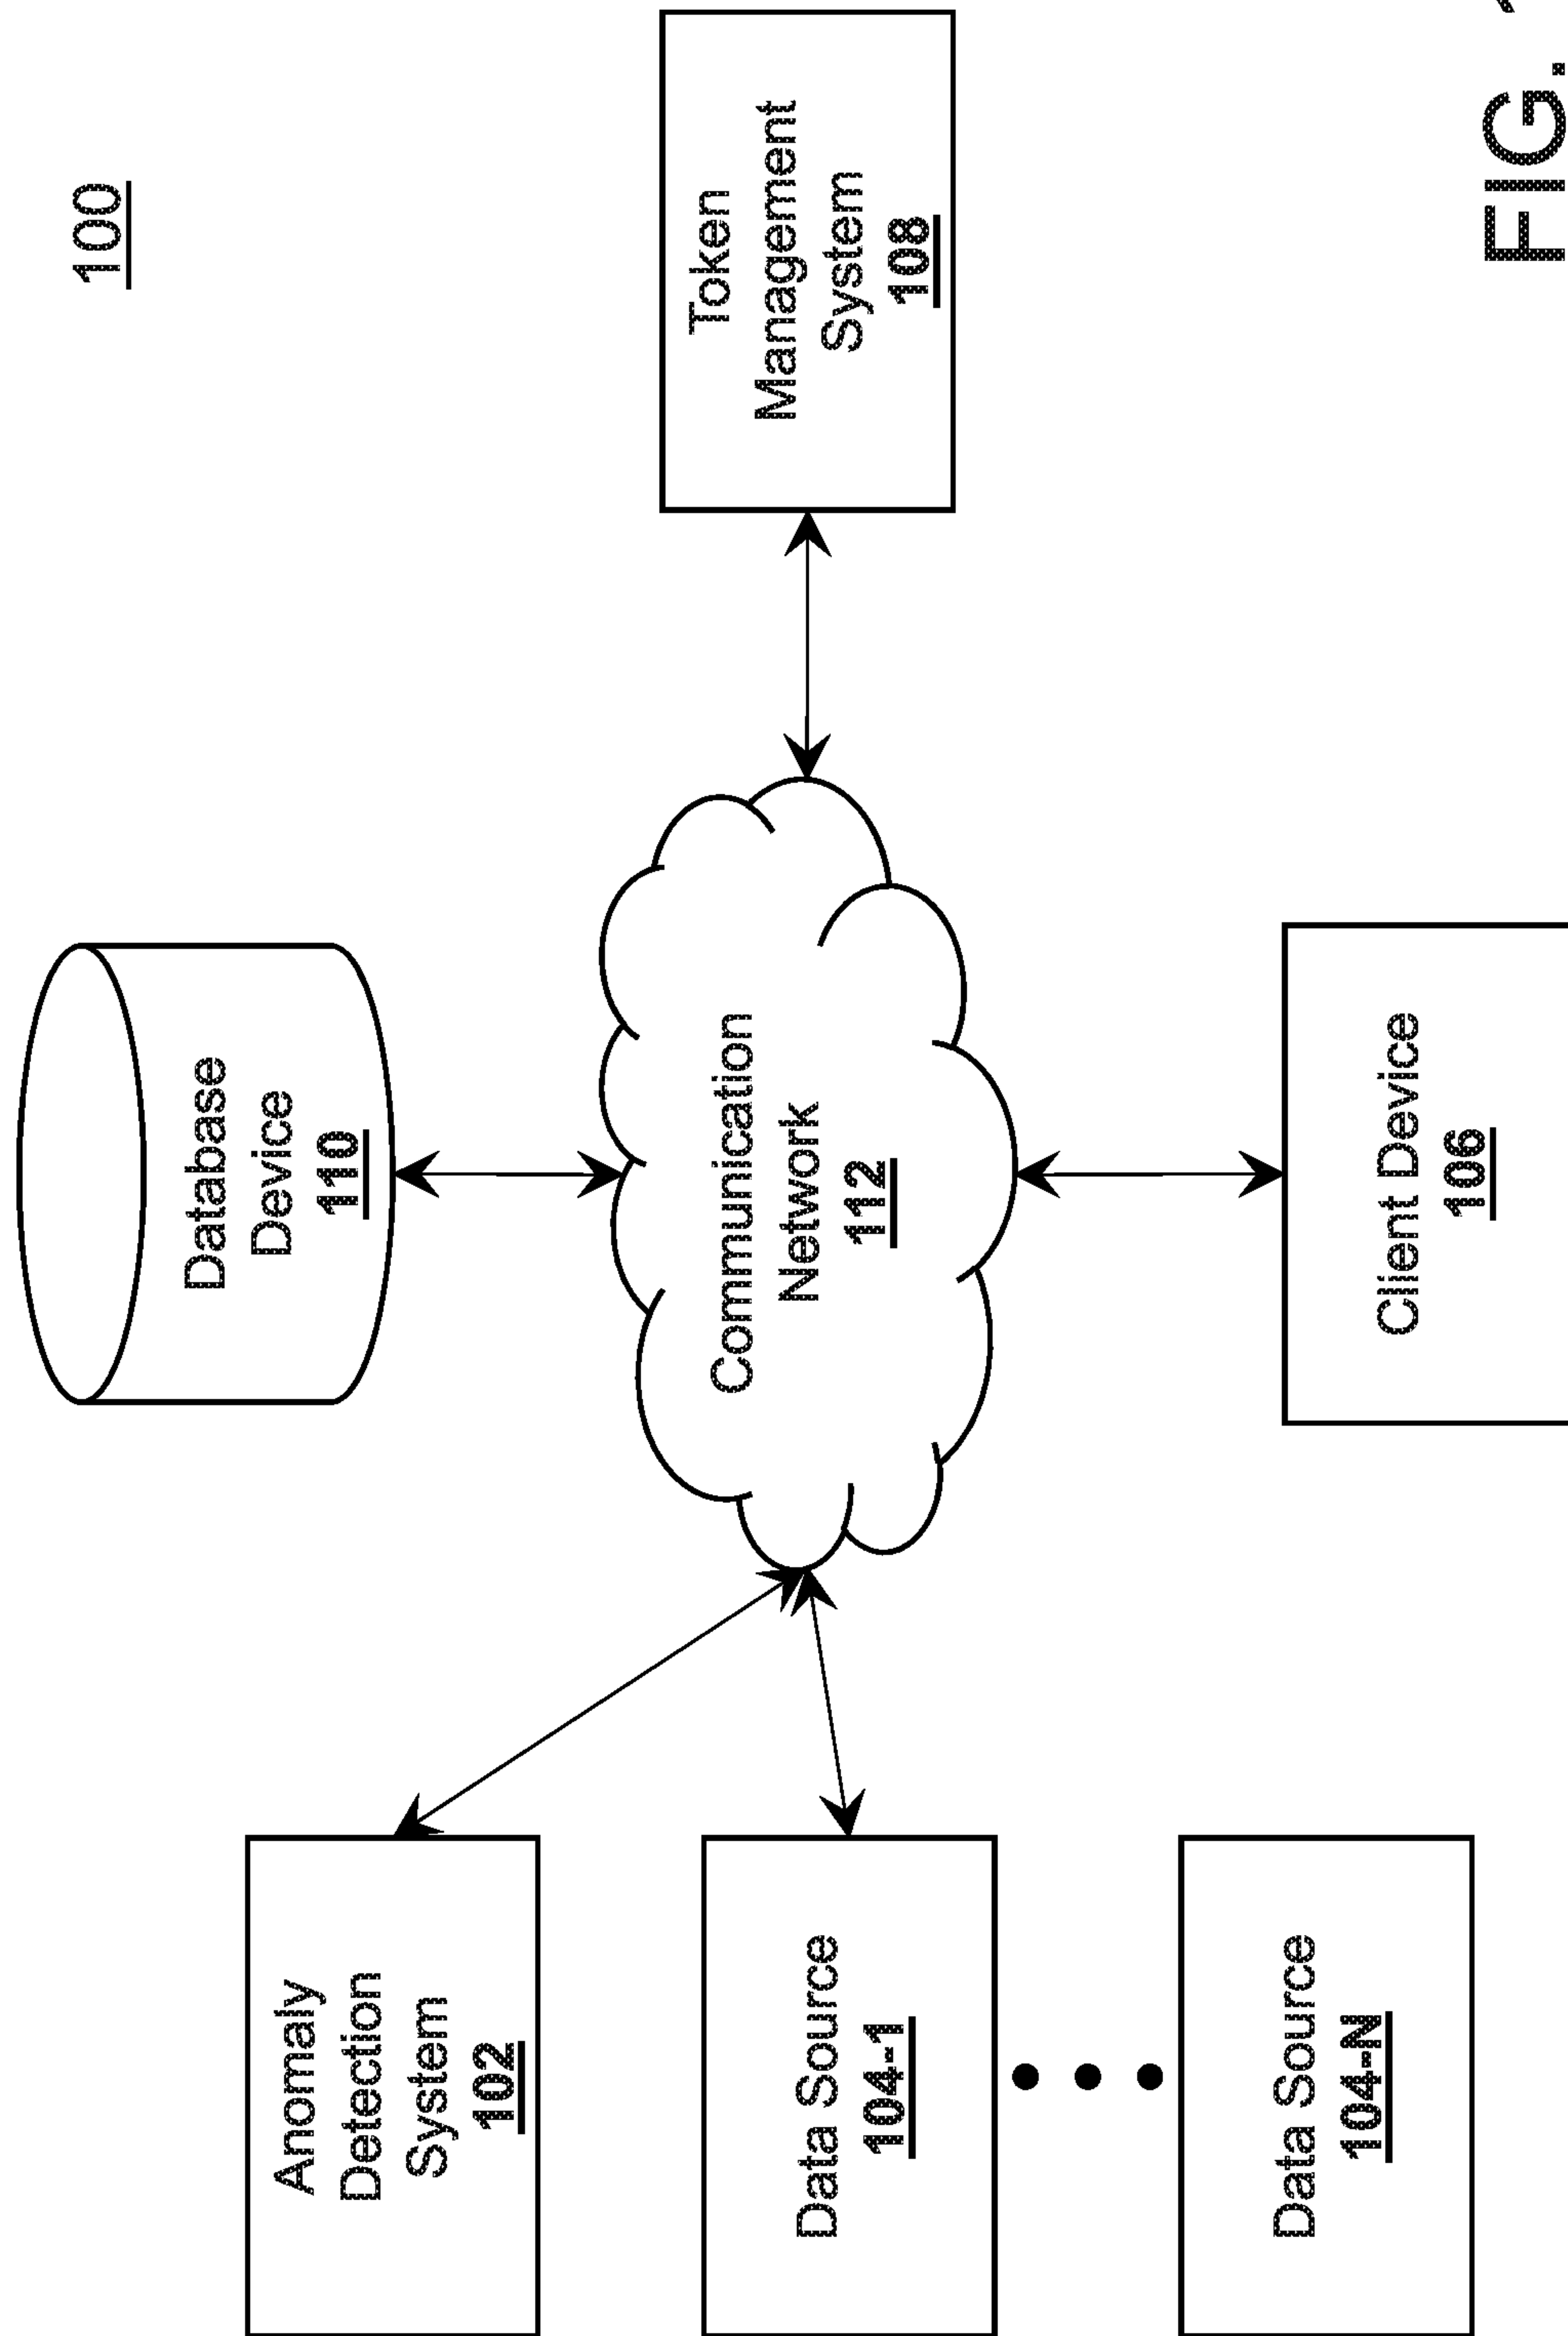 100
Database
Device
110
Anomaly
Detection
System
102
Communication
Network
112
Token
Management
System
108
Data Source
104-1
Data Source
104-N
Client Device
106
FIG. 1